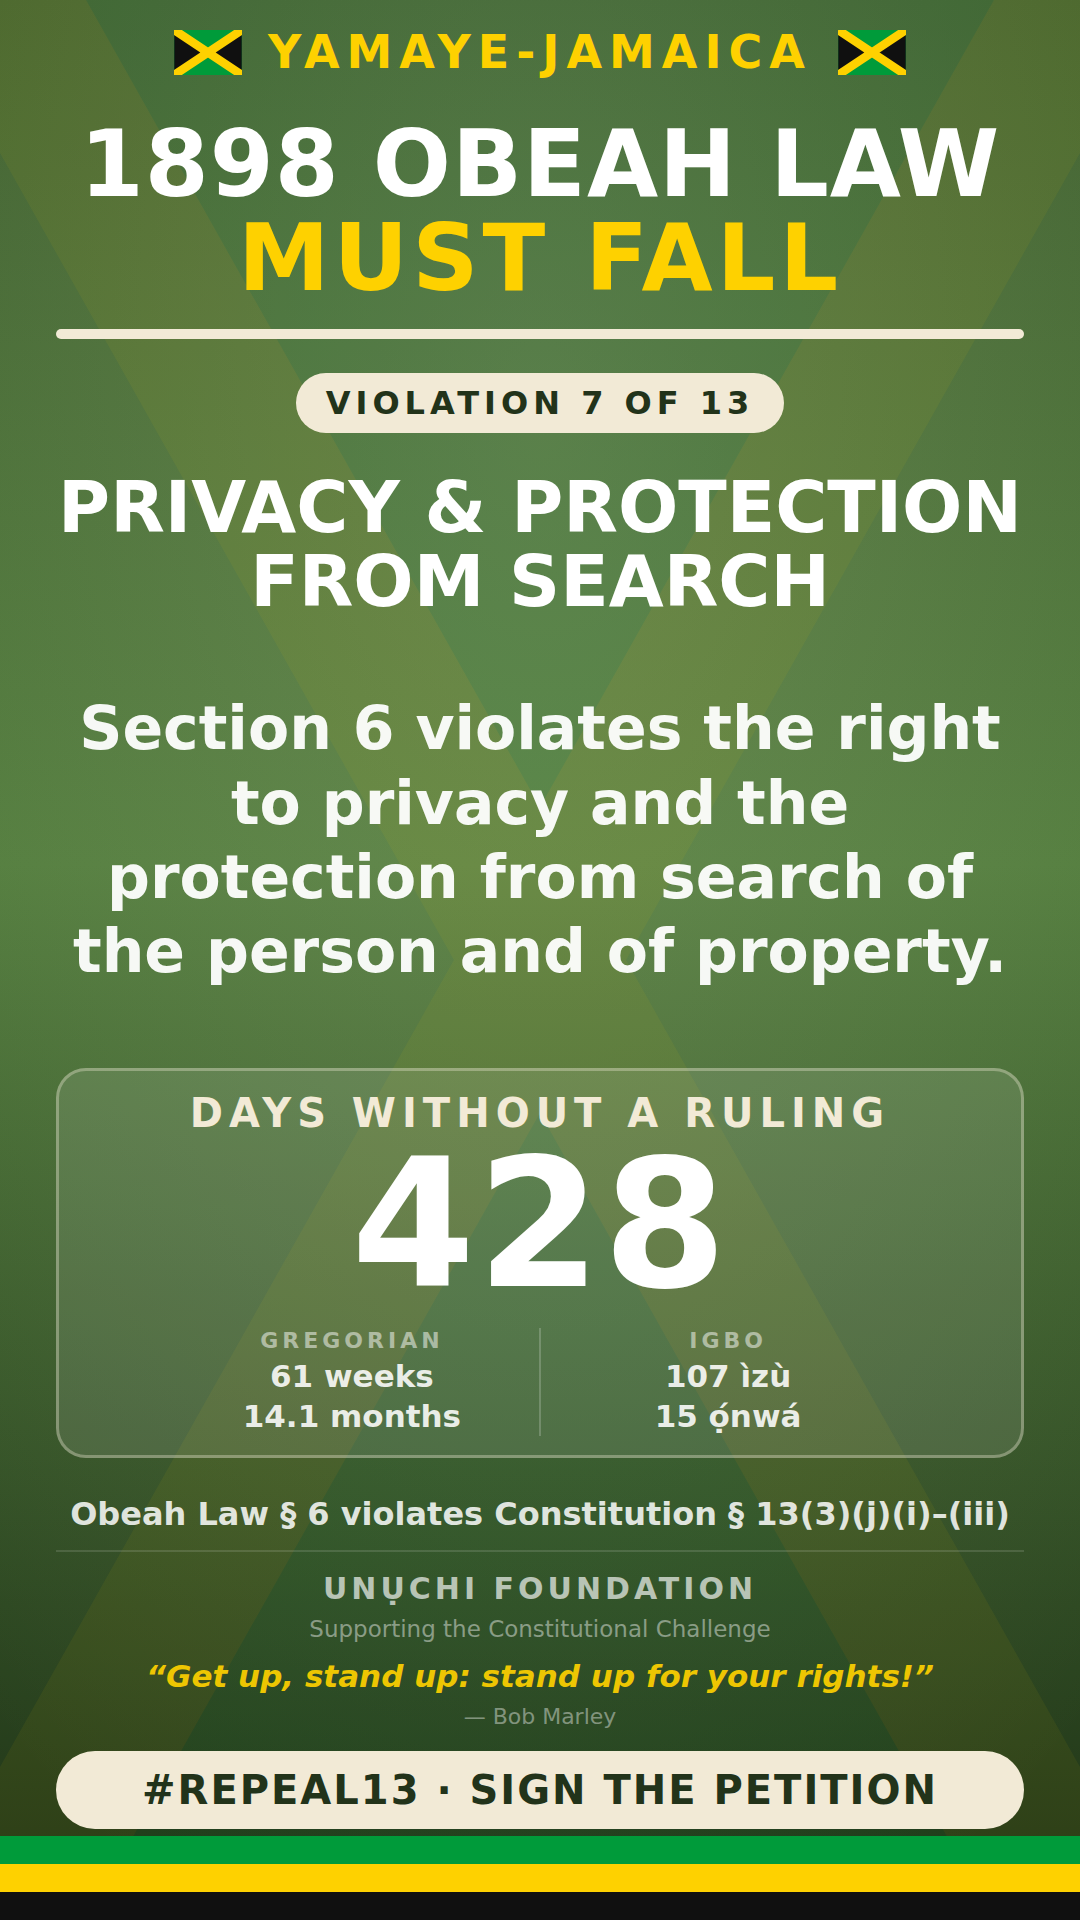 YAMAYE-JAMAICA
1898 OBEAH LAW
MUST FALL
VIOLATION 7 OF 13
PRIVACY & PROTECTION
FROM SEARCH
Section 6 violates the right
to privacy and the
protection from search of
the person and of property.
DAYS WITHOUT A RULING
428
GREGORIAN
61 weeks
14.1 months
IGBO
107 ìzù
15 ọ́nwá
Obeah Law § 6 violates Constitution § 13(3)(j)(i)–(iii)
UNỤCHI FOUNDATION
Supporting the Constitutional Challenge
“Get up, stand up: stand up for your rights!”
— Bob Marley
#REPEAL13 · SIGN THE PETITION